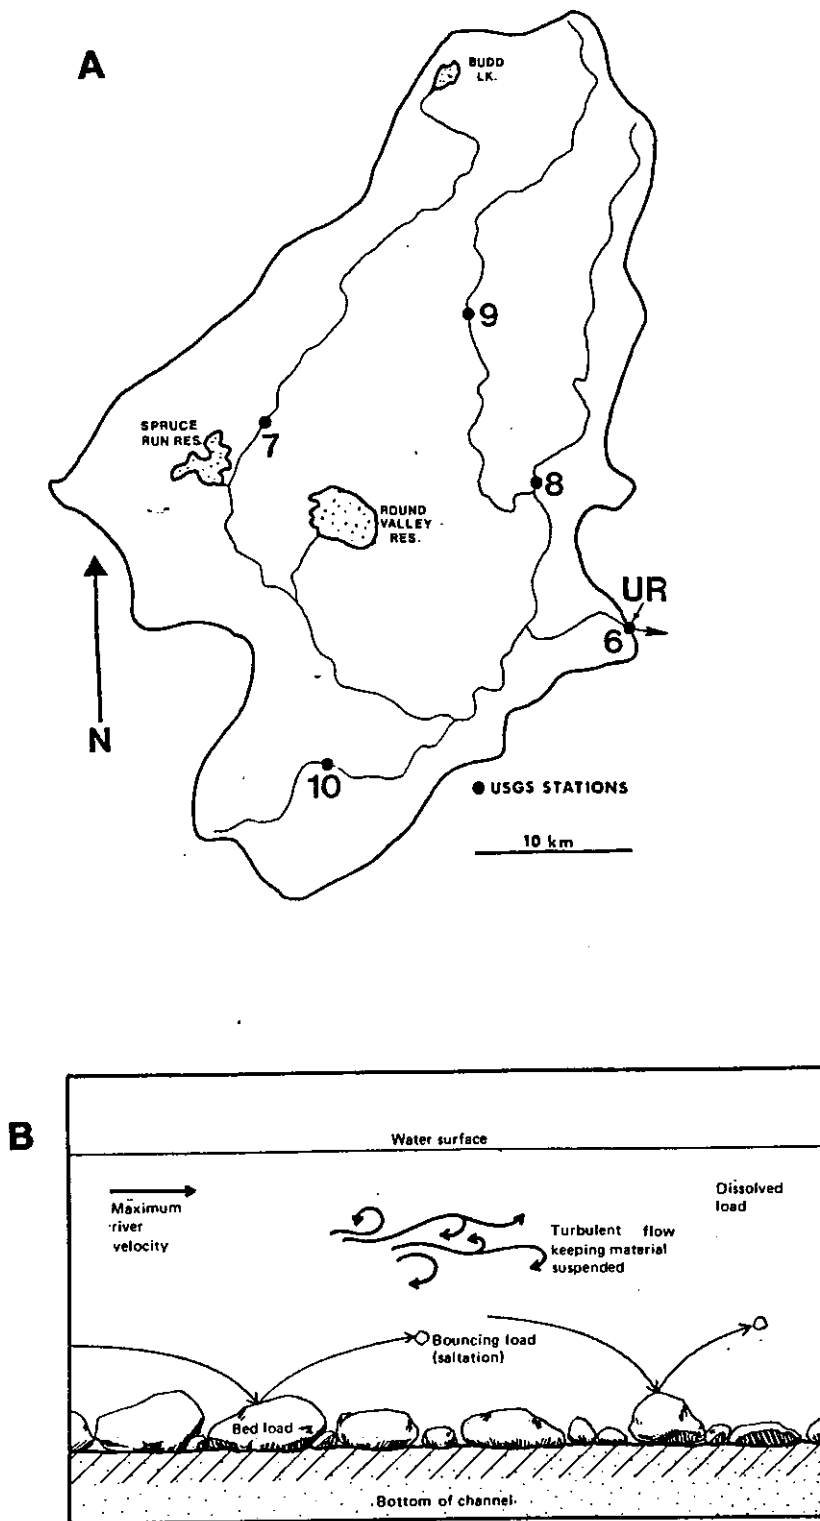 A
BUDD
LK.
9
SPRUCE
RUN RES.
7
8
ROUND
VALLEY
RES.
UR
6
N
10
● USGS STATIONS
10 km
B
Water surface
Maximum
river
velocity
Dissolved
load
Turbulent flow
keeping material
suspended
Bouncing load
(saltation)
Bed load
Bottom of channel